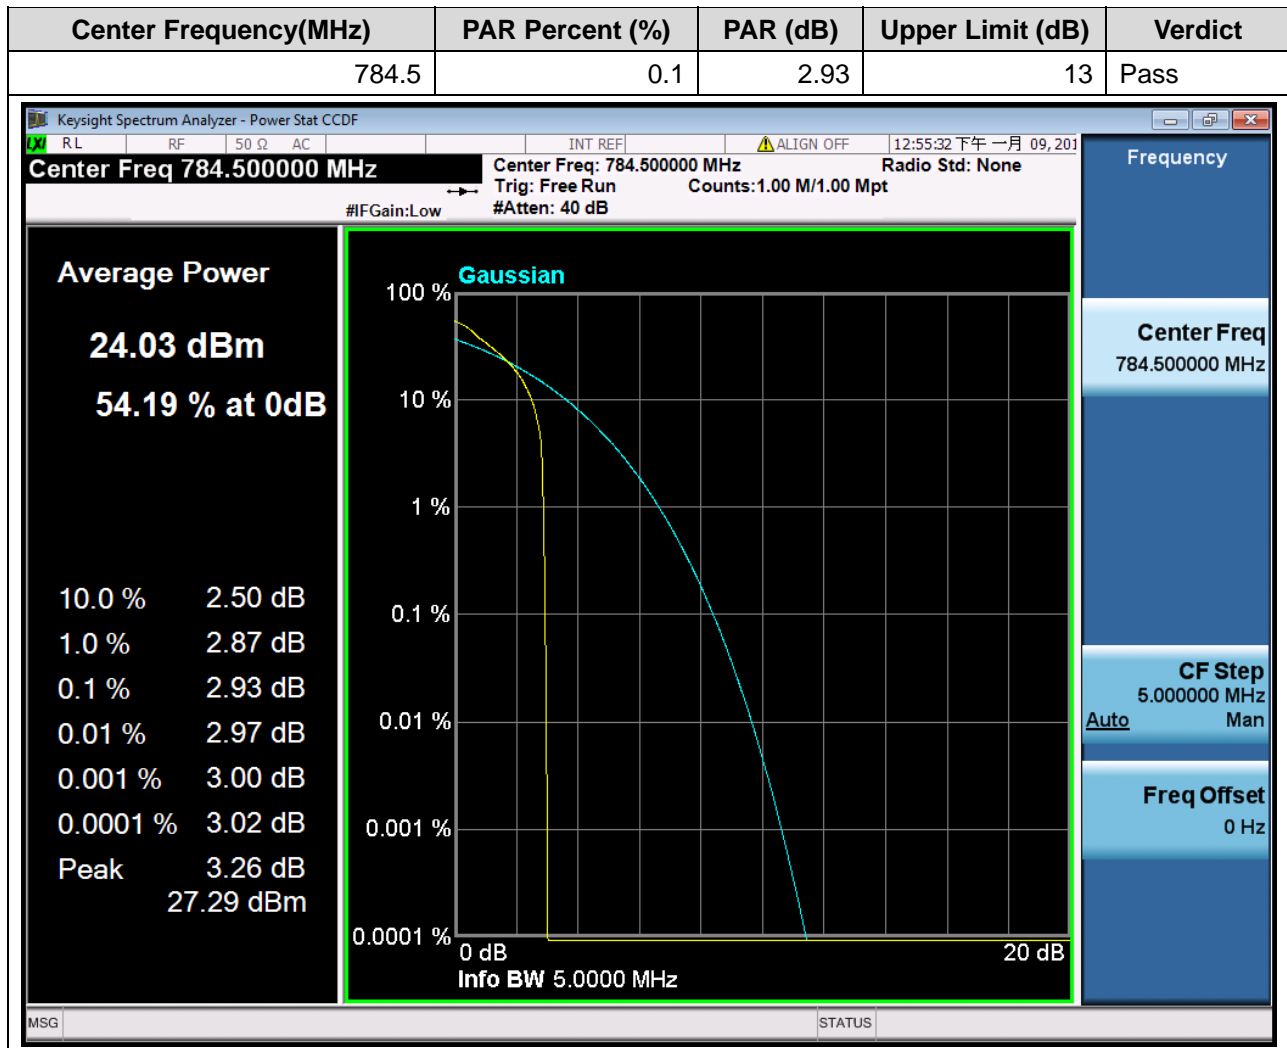 Center Frequency(MHz) PAR Percent (%) PAR (dB) Upper Limit (dB) Verdict
784.5 0.1 2.93 13 Pass
Keysight Spectrum Analyzer - Power Stat CCDF
LXI RL RF 50 Ω AC INT REF ALIGN OFF 12:55:32 下午 一月 09, 201
Center Freq 784.500000 MHz
Center Freq: 784.500000 MHz Radio Std: None
Trig: Free Run Counts:1.00 M/1.00 Mpt
#IFGain:Low #Atten: 40 dB
Average Power
24.03 dBm
54.19 % at 0dB
10.0 % 2.50 dB
1.0 % 2.87 dB
0.1 % 2.93 dB
0.01 % 2.97 dB
0.001 % 3.00 dB
0.0001 % 3.02 dB
Peak 3.26 dB
27.29 dBm
Gaussian
100 %
10 %
1 %
0.1 %
0.01 %
0.001 %
0.0001 %
0 dB 20 dB
Info BW 5.0000 MHz
Frequency
Center Freq
784.500000 MHz
CF Step
5.000000 MHz
Auto Man
Freq Offset
0 Hz
MSG STATUS